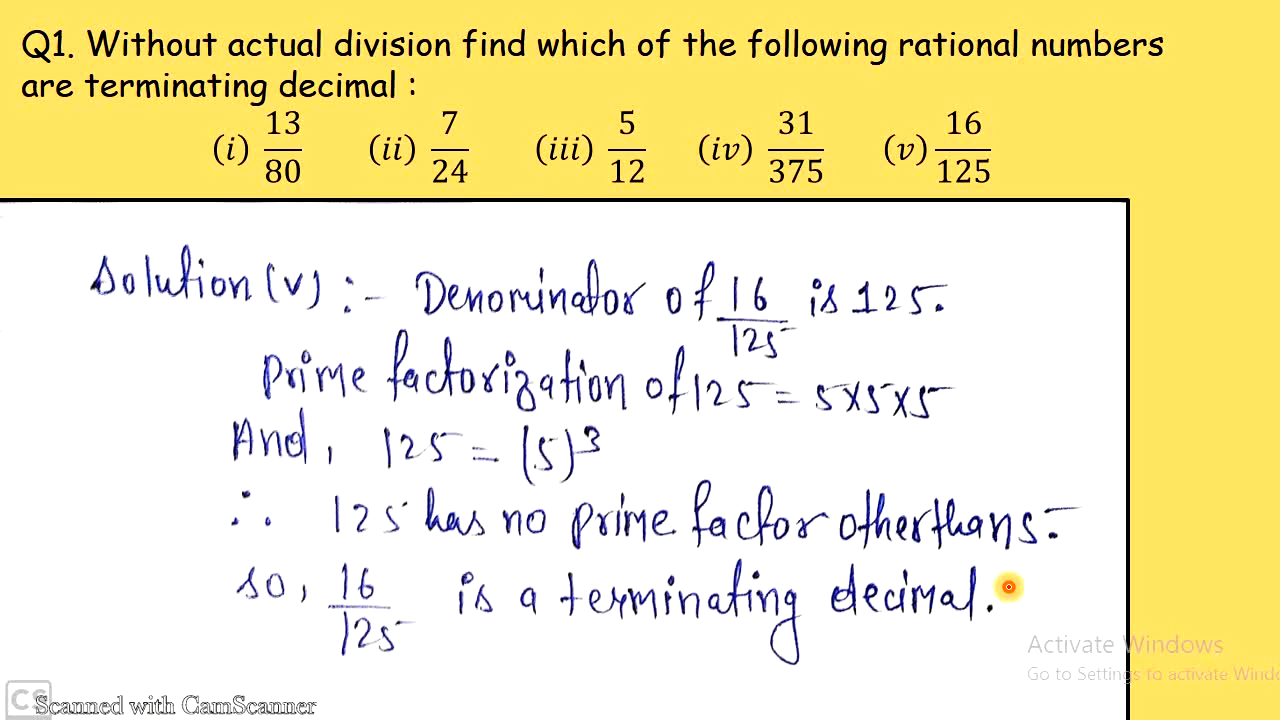 Q1. Without actual division find which of the following rational numbers
are terminating decimal :
(i) 13/80 (ii) 7/24 (iii) 5/12 (iv) 31/375 (v) 16/125
Solution (v) :- Denominator of 16/125 is 125.
Prime factorization of 125 = 5×5×5
And, 125 = (5)³
∴ 125 has no prime factor other than 5.
so, 16/125 is a terminating decimal.
Activate Windows
Go to Settings to activate Windo
CS Scanned with CamScanner